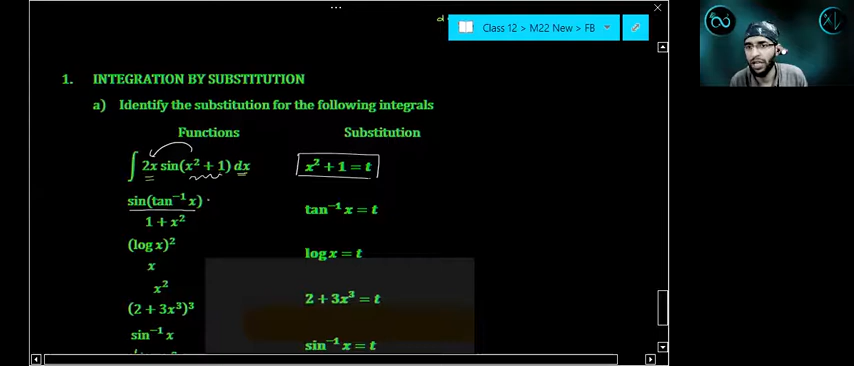 Class 12 > M22 New > FB
1. INTEGRATION BY SUBSTITUTION
a) Identify the substitution for the following integrals
Functions Substitution
∫ 2x sin(x² + 1) dx x² + 1 = t
sin(tan⁻¹ x)
1 + x² tan⁻¹ x = t
(log x)²
x log x = t
x²
(2 + 3x³)³ 2 + 3x³ = t
sin⁻¹ x sin⁻¹ x = t